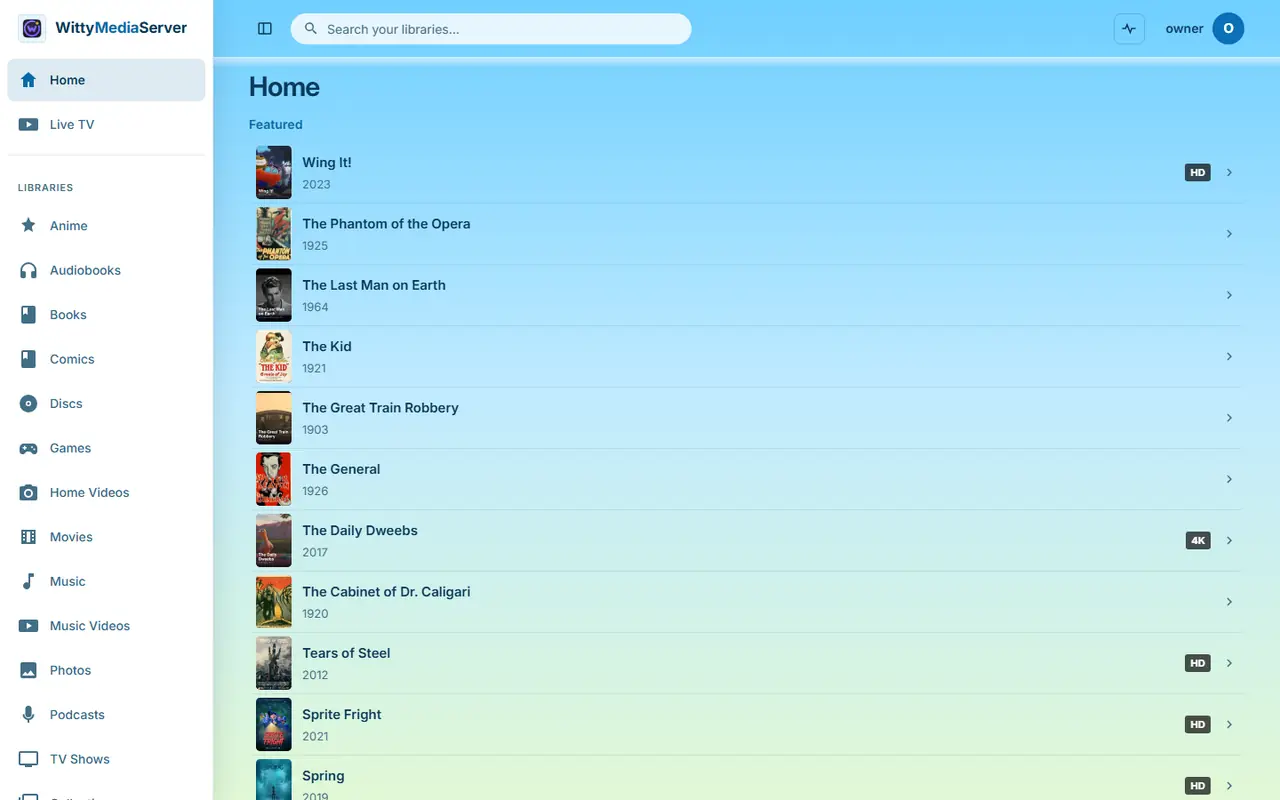 WittyMediaServer
Search your libraries...
owner
O
Home
Live TV
LIBRARIES
Anime
Audiobooks
Books
Comics
Discs
Games
Home Videos
Movies
Music
Music Videos
Photos
Podcasts
TV Shows
Home
Featured
Wing It!
2023
HD
The Phantom of the Opera
1925
The Last Man on Earth
1964
The Kid
1921
The Great Train Robbery
1903
The General
1926
The Daily Dweebs
2017
4K
The Cabinet of Dr. Caligari
1920
Tears of Steel
2012
HD
Sprite Fright
2021
HD
Spring
2019
HD